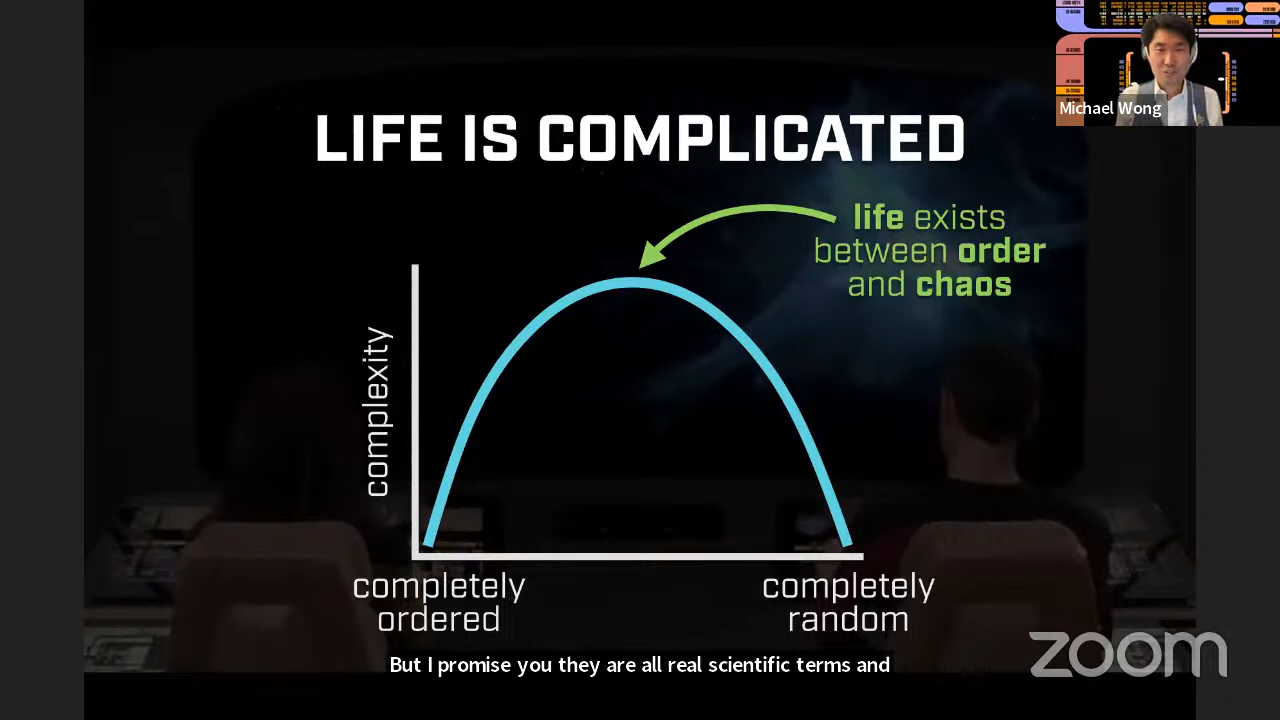 Michael Wong
LIFE IS COMPLICATED
life exists
between order
and chaos
complexity
completely
ordered
completely
random
But I promise you they are all real scientific terms and
zoom